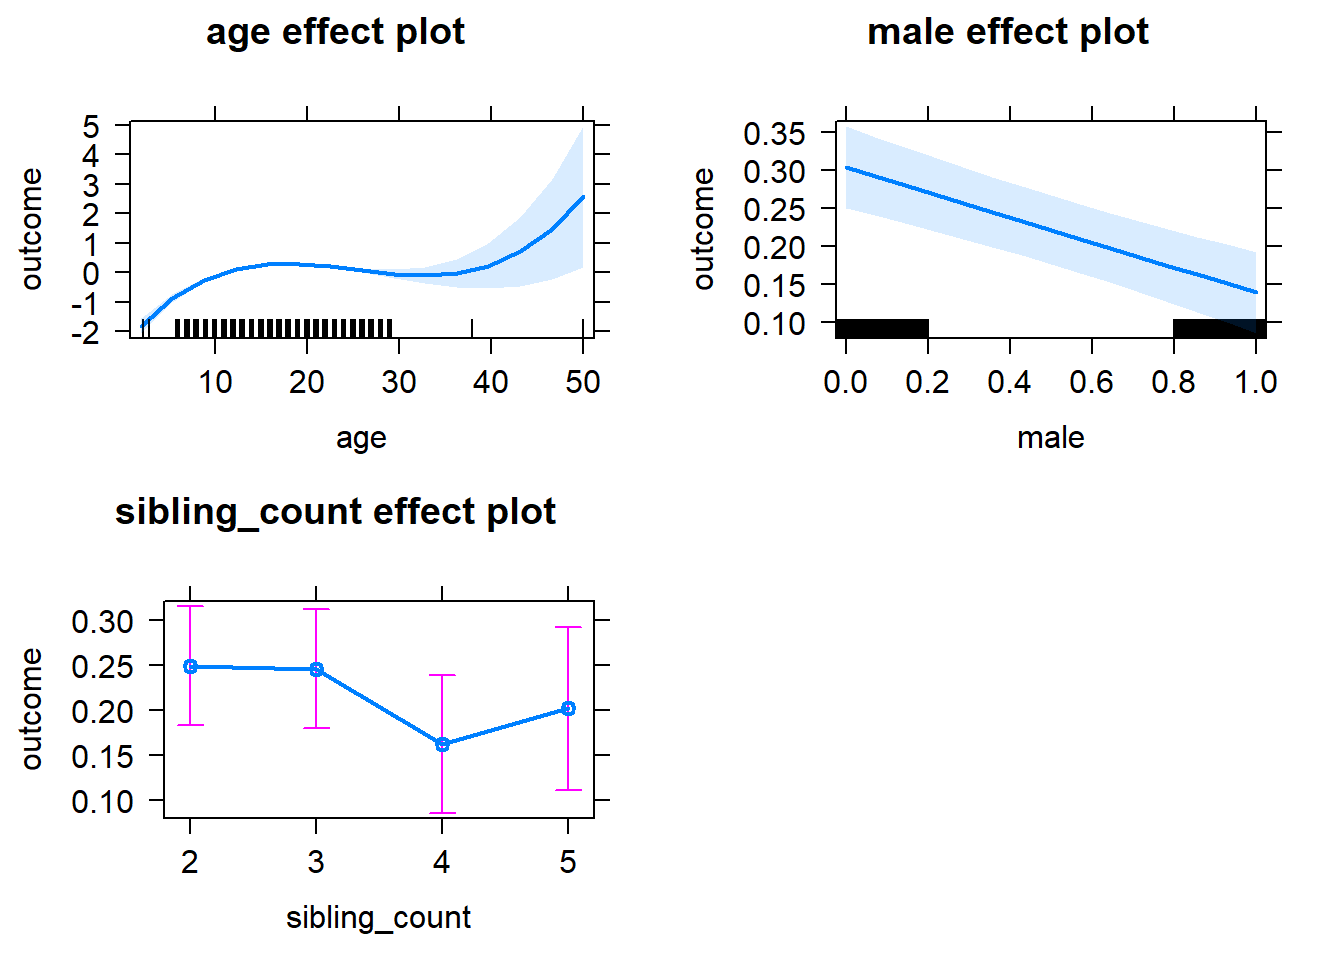 age effect plot
outcome
5
4
3
2
1
0
-1
-2
10 20 30 40 50
age
male effect plot
outcome
0.35
0.30
0.25
0.20
0.15
0.10
0.0 0.2 0.4 0.6 0.8 1.0
male
sibling_count effect plot
outcome
0.30
0.25
0.20
0.15
0.10
2 3 4 5
sibling_count